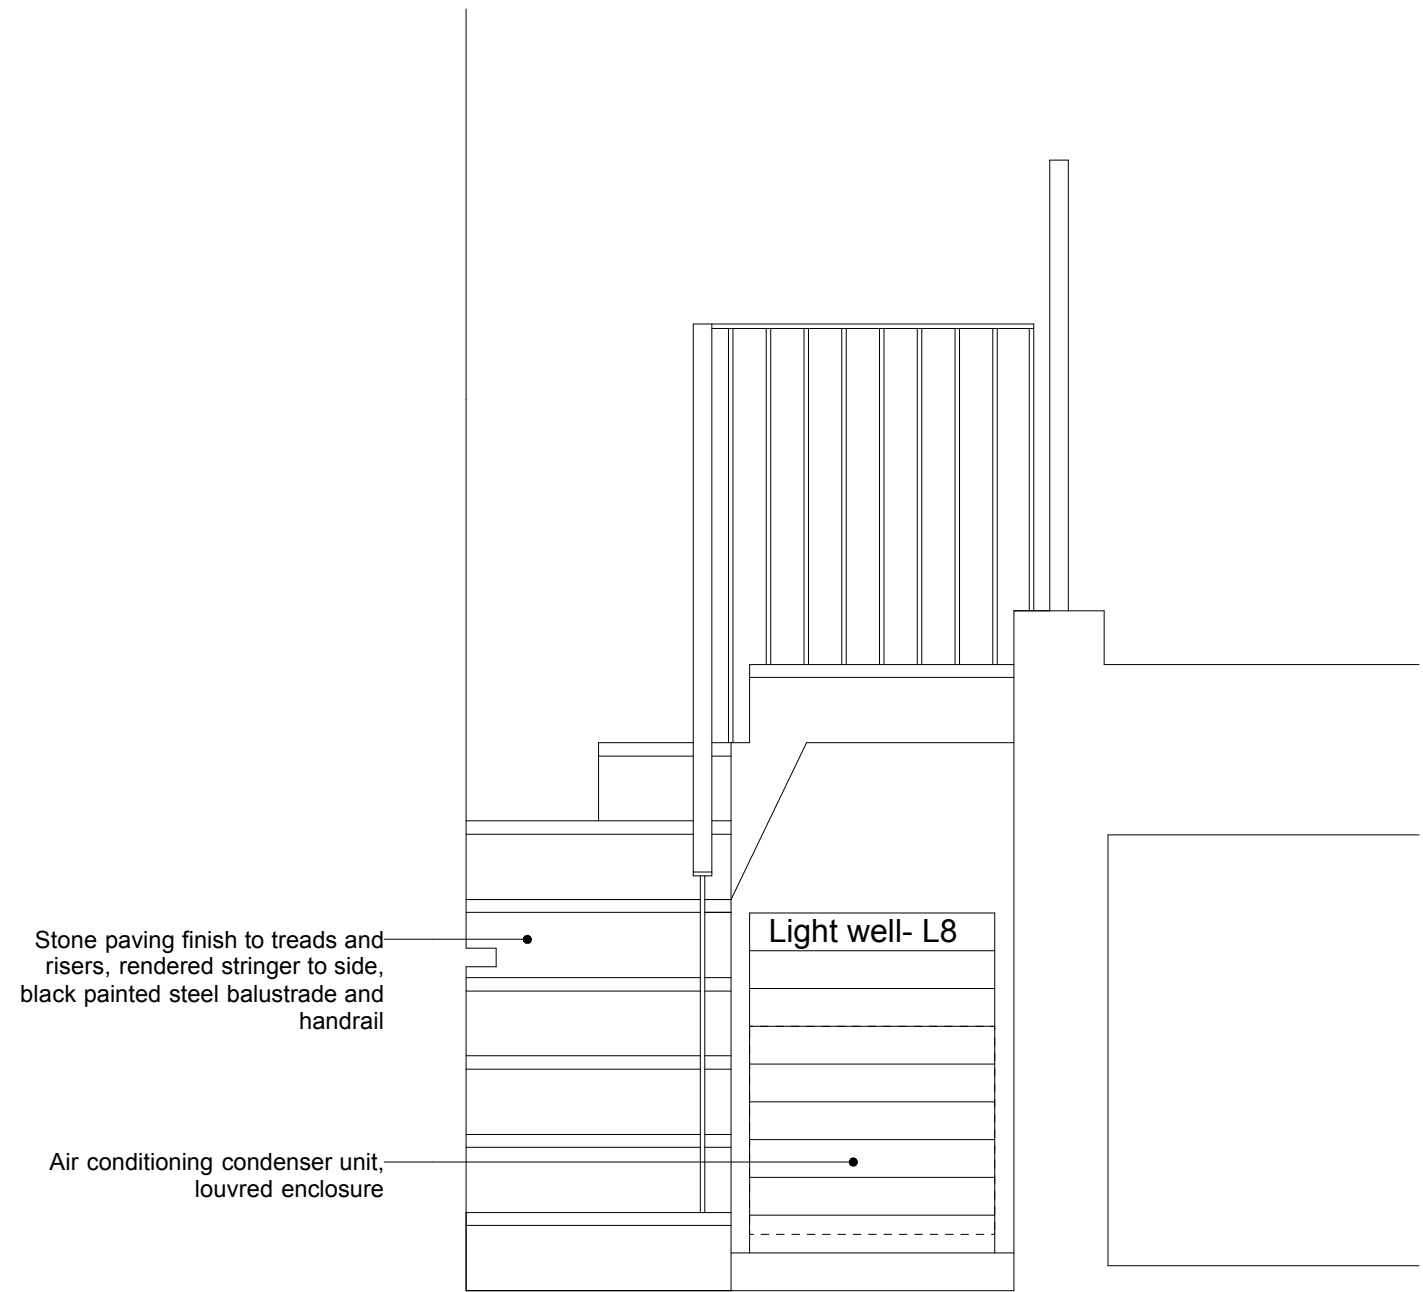 Light well- L8
Stone paving finish to treads and
risers, rendered stringer to side,
black painted steel balustrade and
handrail
Air conditioning condenser unit,
louvred enclosure